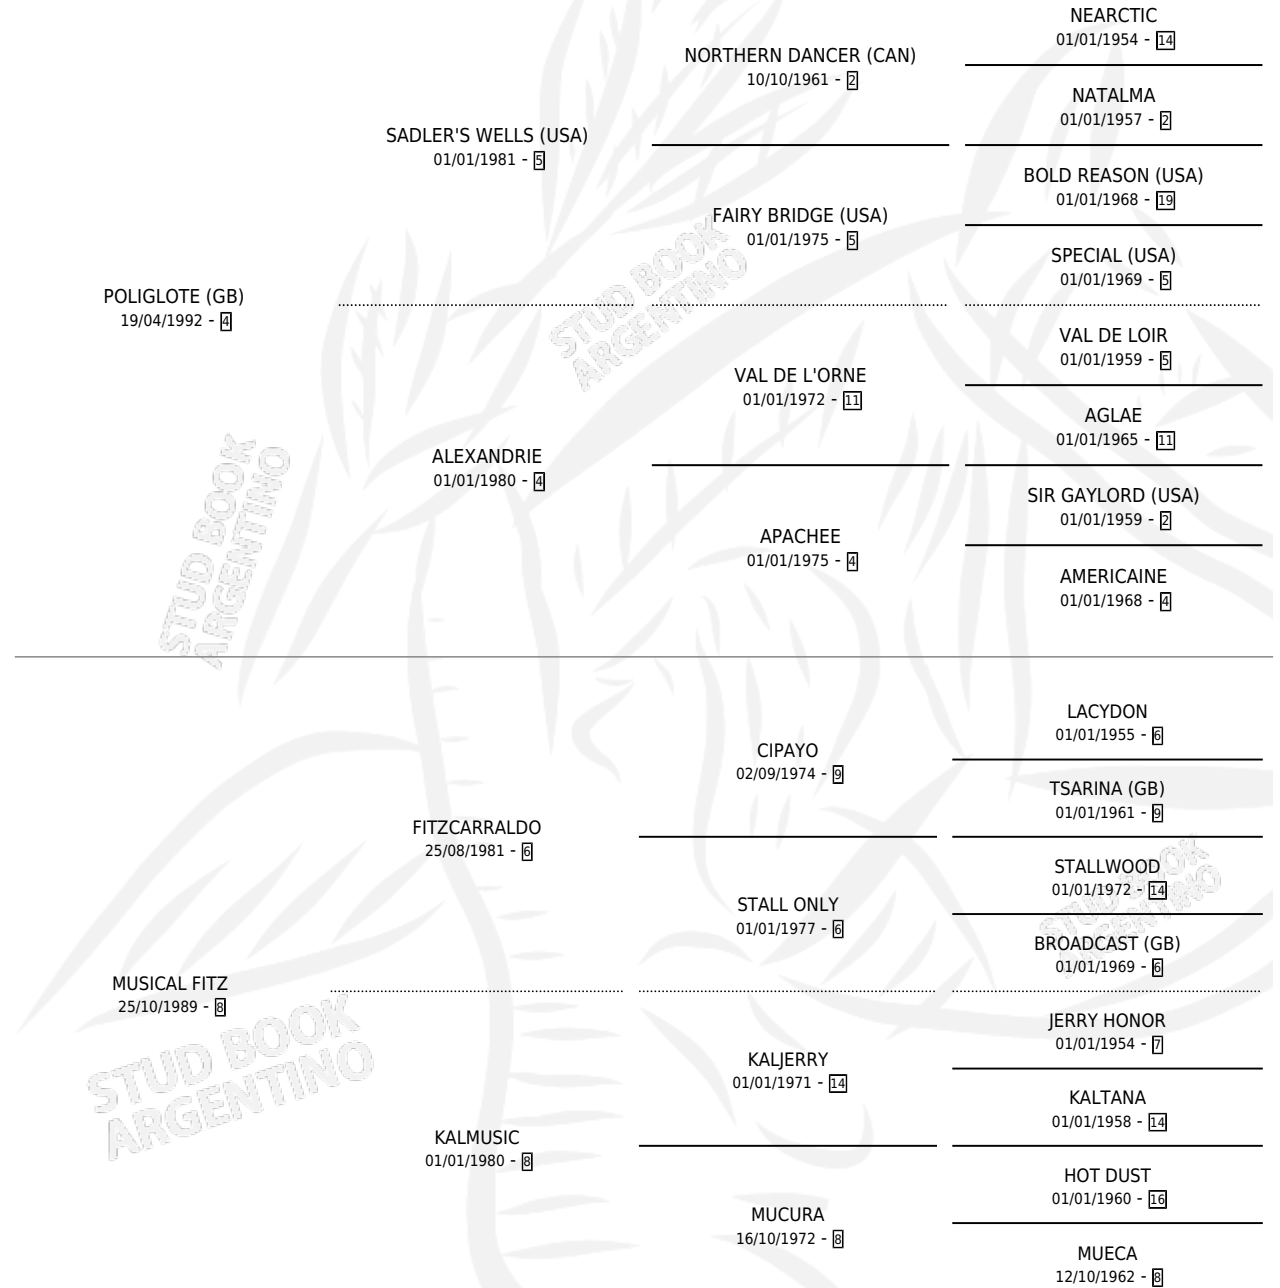 NEARCTIC
01/01/1954 - 14
NORTHERN DANCER (CAN)
10/10/1961 - 2
NATALMA
01/01/1957 - 2
SADLER'S WELLS (USA)
01/01/1981 - 5
BOLD REASON (USA)
01/01/1968 - 19
FAIRY BRIDGE (USA)
01/01/1975 - 5
SPECIAL (USA)
01/01/1969 - 5
POLIGLOTE (GB)
19/04/1992 - 4
STUD BOOK
ARGENTINO
VAL DE LOIR
01/01/1959 - 5
VAL DE L'ORNE
01/01/1972 - 11
AGLAE
01/01/1965 - 11
ALEXANDRIE
01/01/1980 - 4
SIR GAYLORD (USA)
01/01/1959 - 2
APACHEE
01/01/1975 - 4
AMERICAINE
01/01/1968 - 4
STUD BOOK
ARGENTINO
LACYDON
01/01/1955 - 6
CIPAYO
02/09/1974 - 9
TSARINA (GB)
01/01/1961 - 9
FITZCARRALDO
25/08/1981 - 6
STALLWOOD
01/01/1972 - 14
STALL ONLY
01/01/1977 - 6
BROADCAST (GB)
01/01/1969 - 6
STUD BOOK
ARGENTINO
MUSICAL FITZ
25/10/1989 - 8
JERRY HONOR
01/01/1954 - 7
KALJERRY
01/01/1971 - 14
KALTANA
01/01/1958 - 14
STUD BOOK
ARGENTINO
KALMUSIC
01/01/1980 - 8
HOT DUST
01/01/1960 - 16
MUCURA
16/10/1972 - 8
MUECA
12/10/1962 - 8